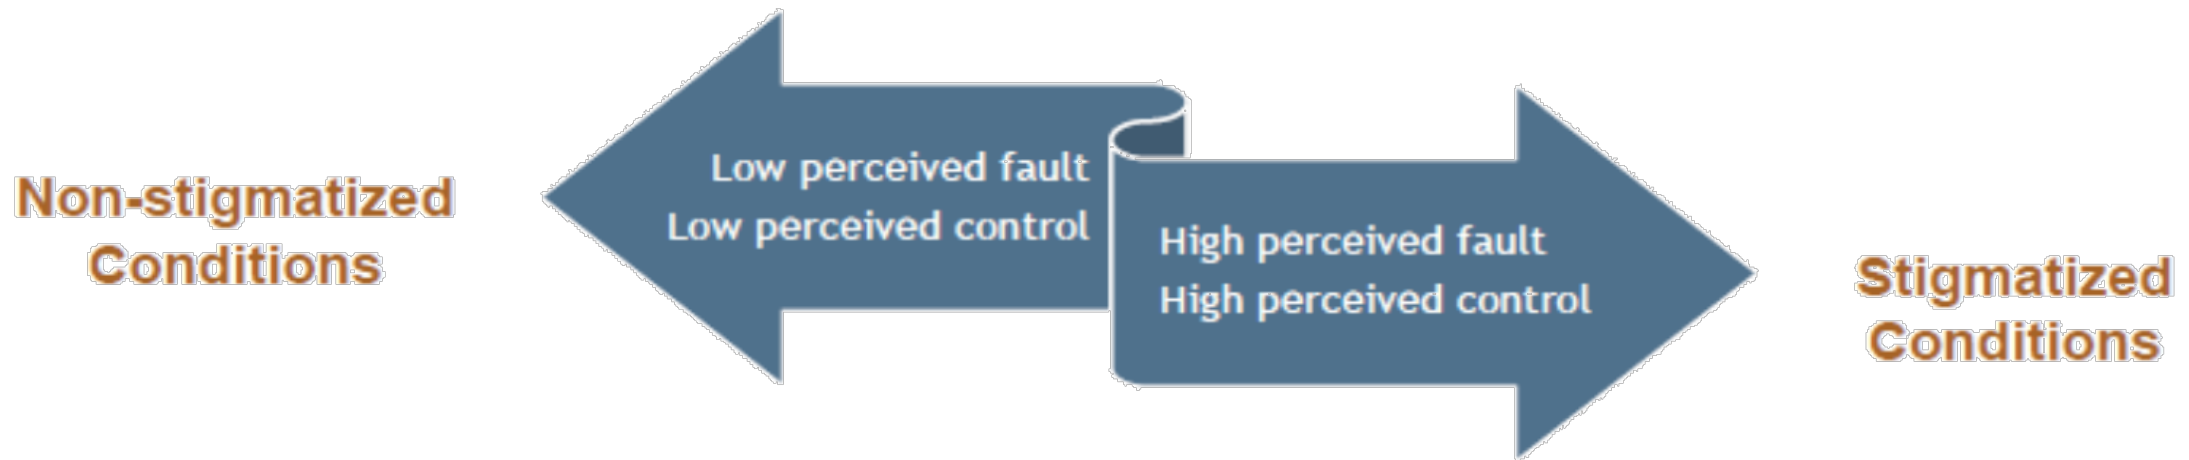 Non-stigmatized
Conditions
Low perceived fault
Low perceived control
High perceived fault
High perceived control
Stigmatized
Conditions